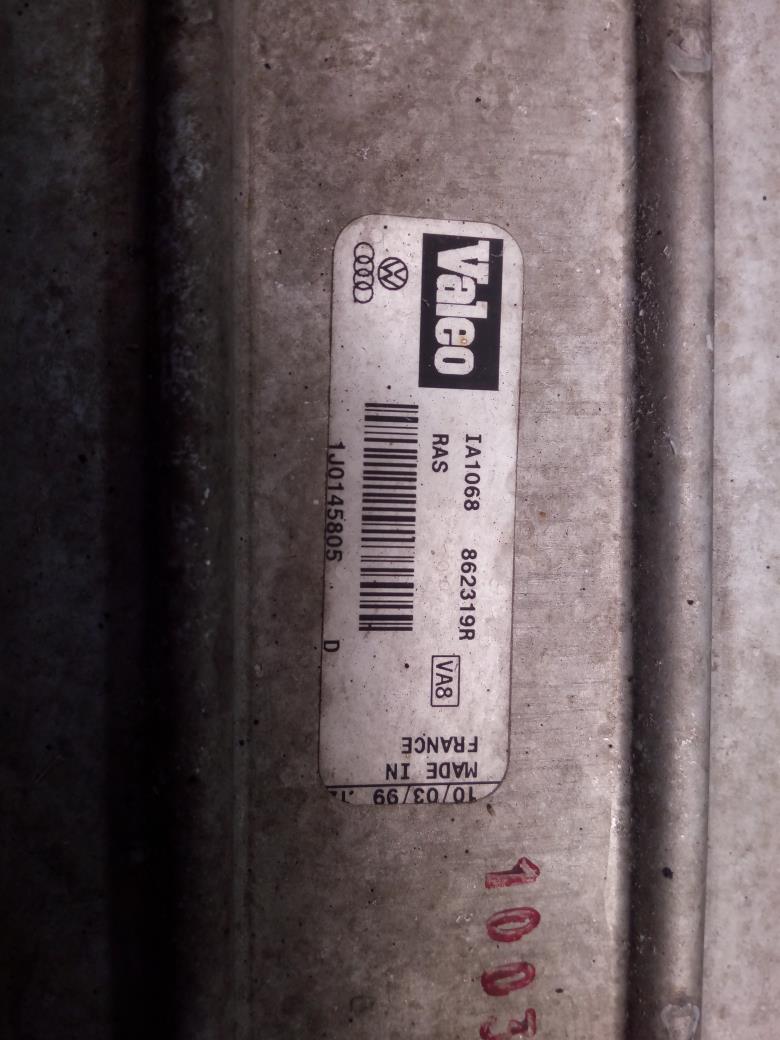 Valeo
IA1068 862319R
RAS VA8
1J0145805 D
MADE IN
FRANCE
10/03/99
1003